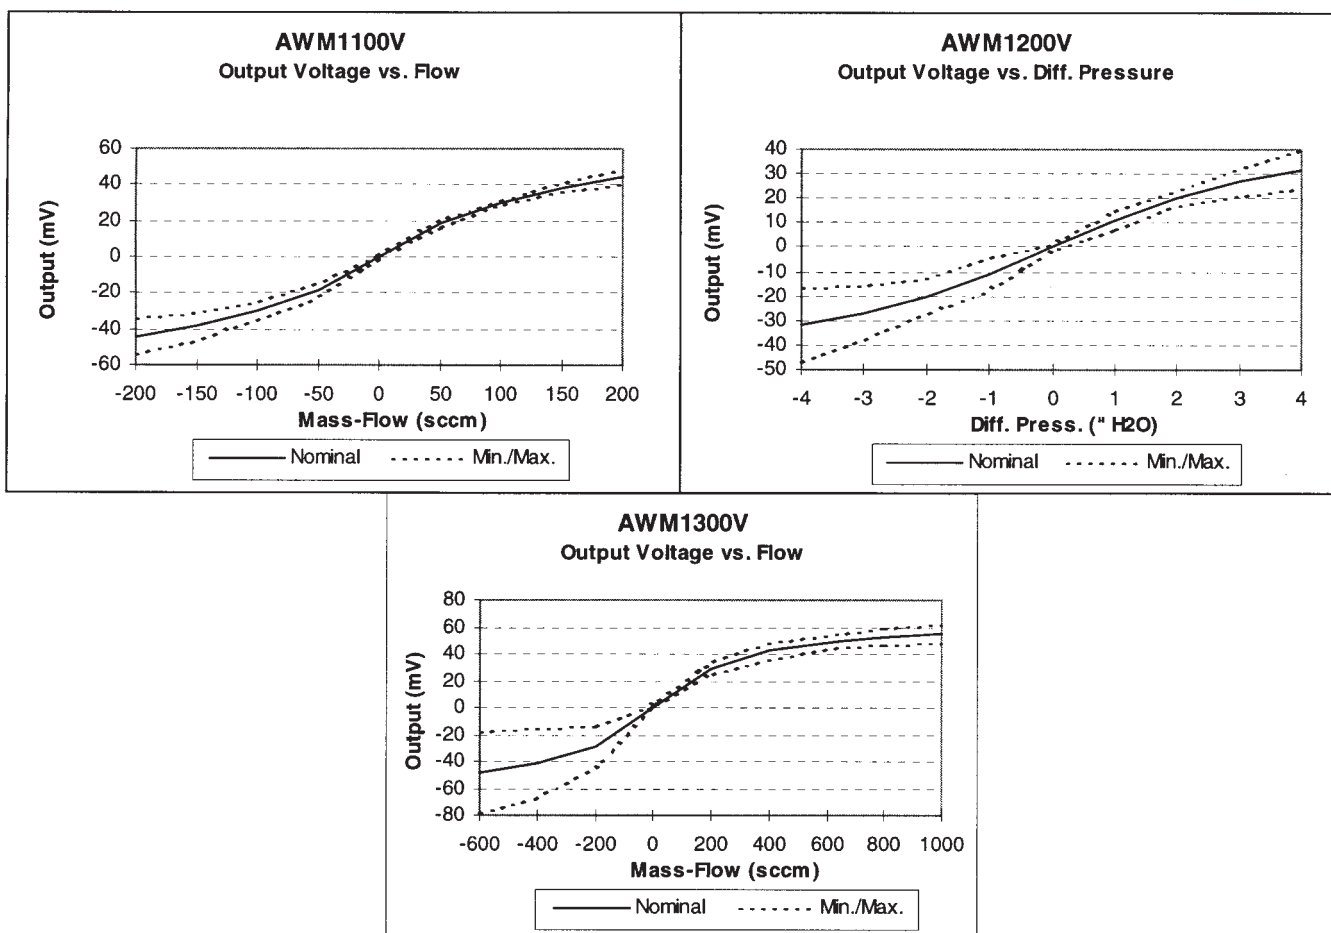 AWM1100V
Output Voltage vs. Flow
60
40
20
0
-20
-40
-60
Output (mV)
-200 -150 -100 -50 0 50 100 150 200
Mass-Flow (sccm)
Nominal Min./Max.
AWM1200V
Output Voltage vs. Diff. Pressure
40
30
20
10
0
-10
-20
-30
-40
-50
Output (mV)
-4 -3 -2 -1 0 1 2 3 4
Diff. Press. (" H2O)
Nominal Min./Max.
AWM1300V
Output Voltage vs. Flow
80
60
40
20
0
-20
-40
-60
-80
Output (mV)
-600 -400 -200 0 200 400 600 800 1000
Mass-Flow (sccm)
Nominal Min./Max.